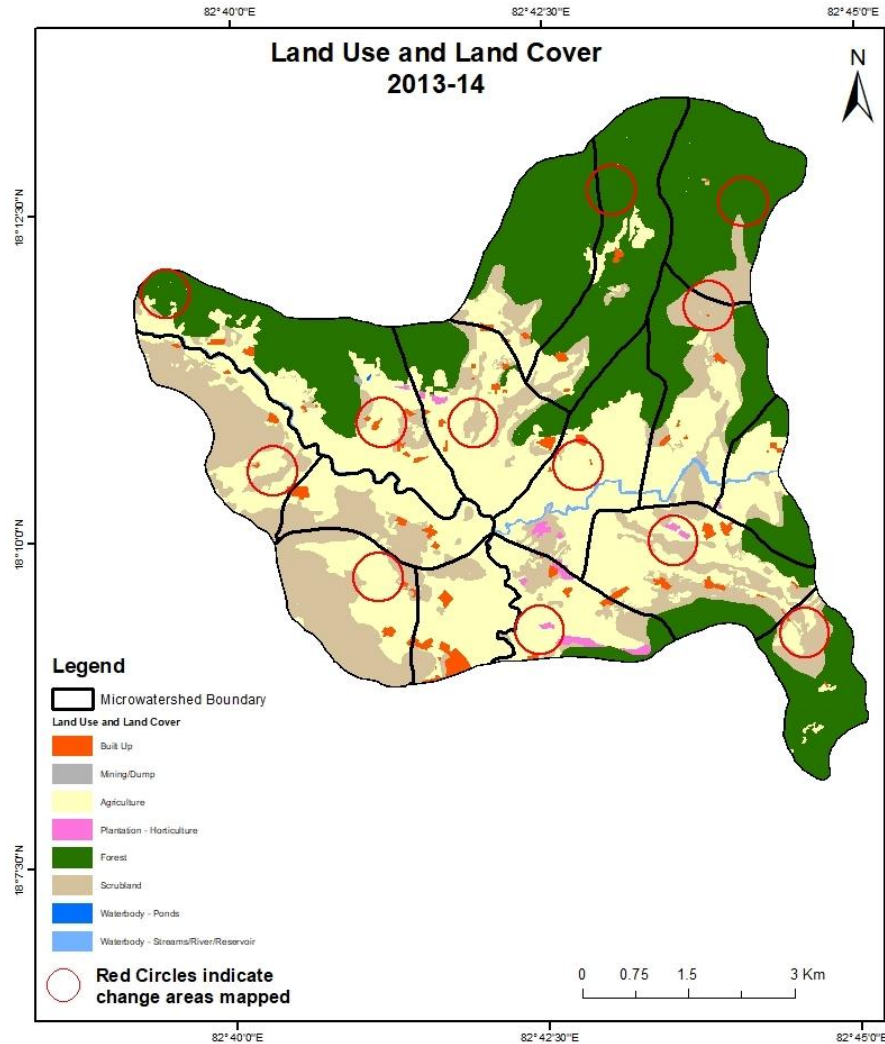 82°40'0"E
82°42'30"E
82°45'0"E
Land Use and Land Cover
2013-14
N
18°12'30"N
18°10'0"N
18°7'30"N
Legend
Microwatershed Boundary
Land Use and Land Cover
Built Up
Mining/Dump
Agriculture
Plantation - Horticulture
Forest
Scrubland
Waterbody - Ponds
Waterbody - Streams/River/Reservoir
Red Circles indicate
change areas mapped
0 0.75 1.5 3 Km
82°40'0"E
82°42'30"E
82°45'0"E